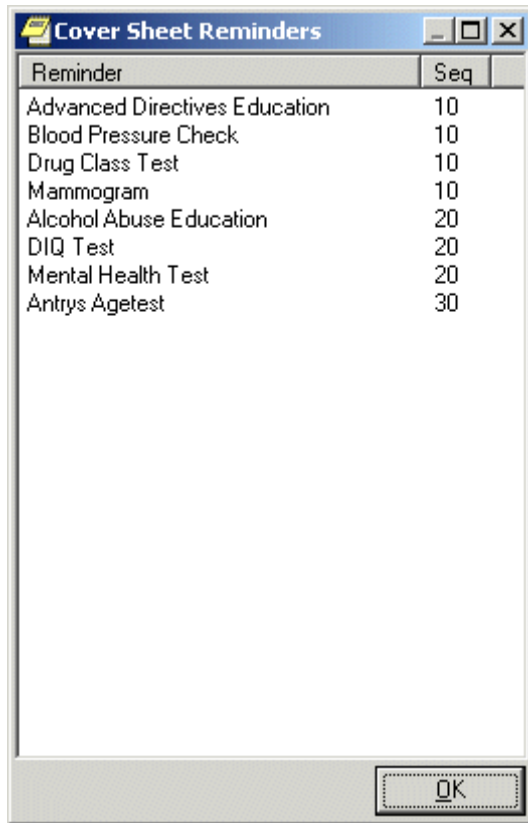 Cover Sheet Reminders
Reminder Seq
Advanced Directives Education 10
Blood Pressure Check 10
Drug Class Test 10
Mammogram 10
Alcohol Abuse Education 20
DIQ Test 20
Mental Health Test 20
Antrys Agetest 30
OK